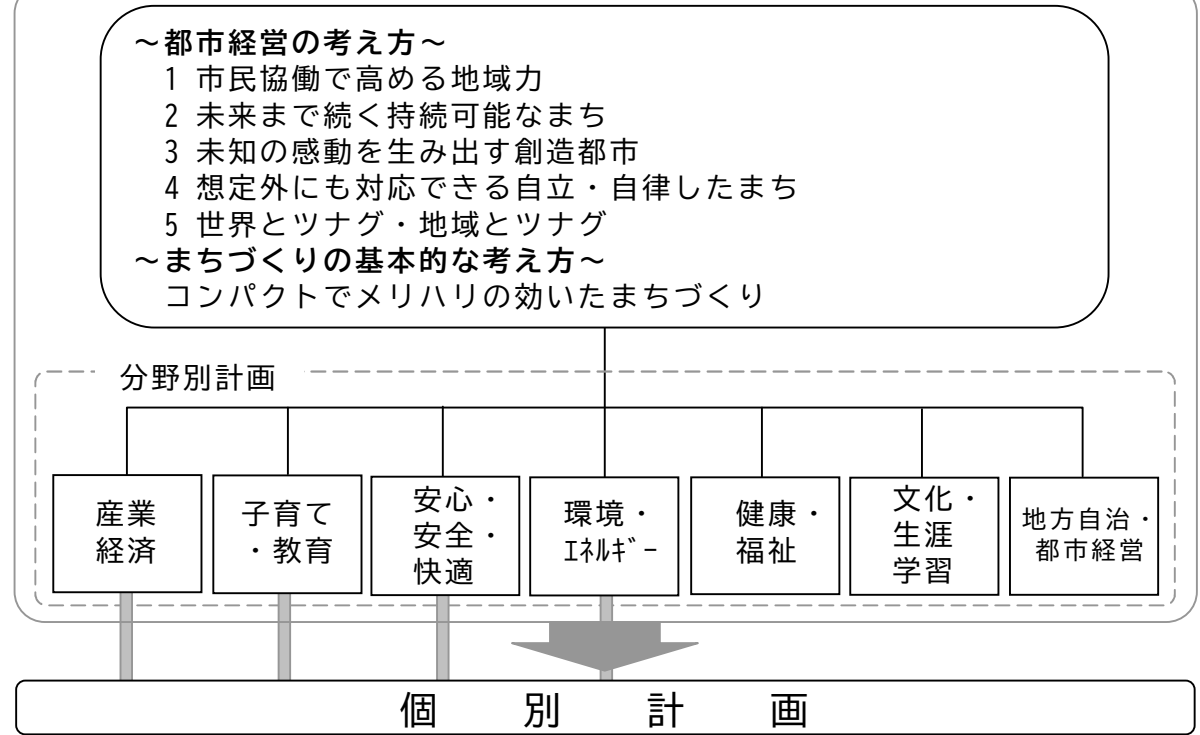 ～都市経営の考え方～
1 市民協働で高める地域力
2 未来まで続く持続可能なまち
3 未知の感動を生み出す創造都市
4 想定外にも対応できる自立・自律したまち
5 世界とツナグ・地域とツナグ
～まちづくりの基本的な考え方～
コンパクトでメリハリの効いたまちづくり
分野別計画
産業
経済
子育て
・教育
安心・
安全・
快適
環境・
ｴﾈﾙｷﾞｰ
健康・
福祉
文化・
生涯
学習
地方自治・
都市経営
個別計画